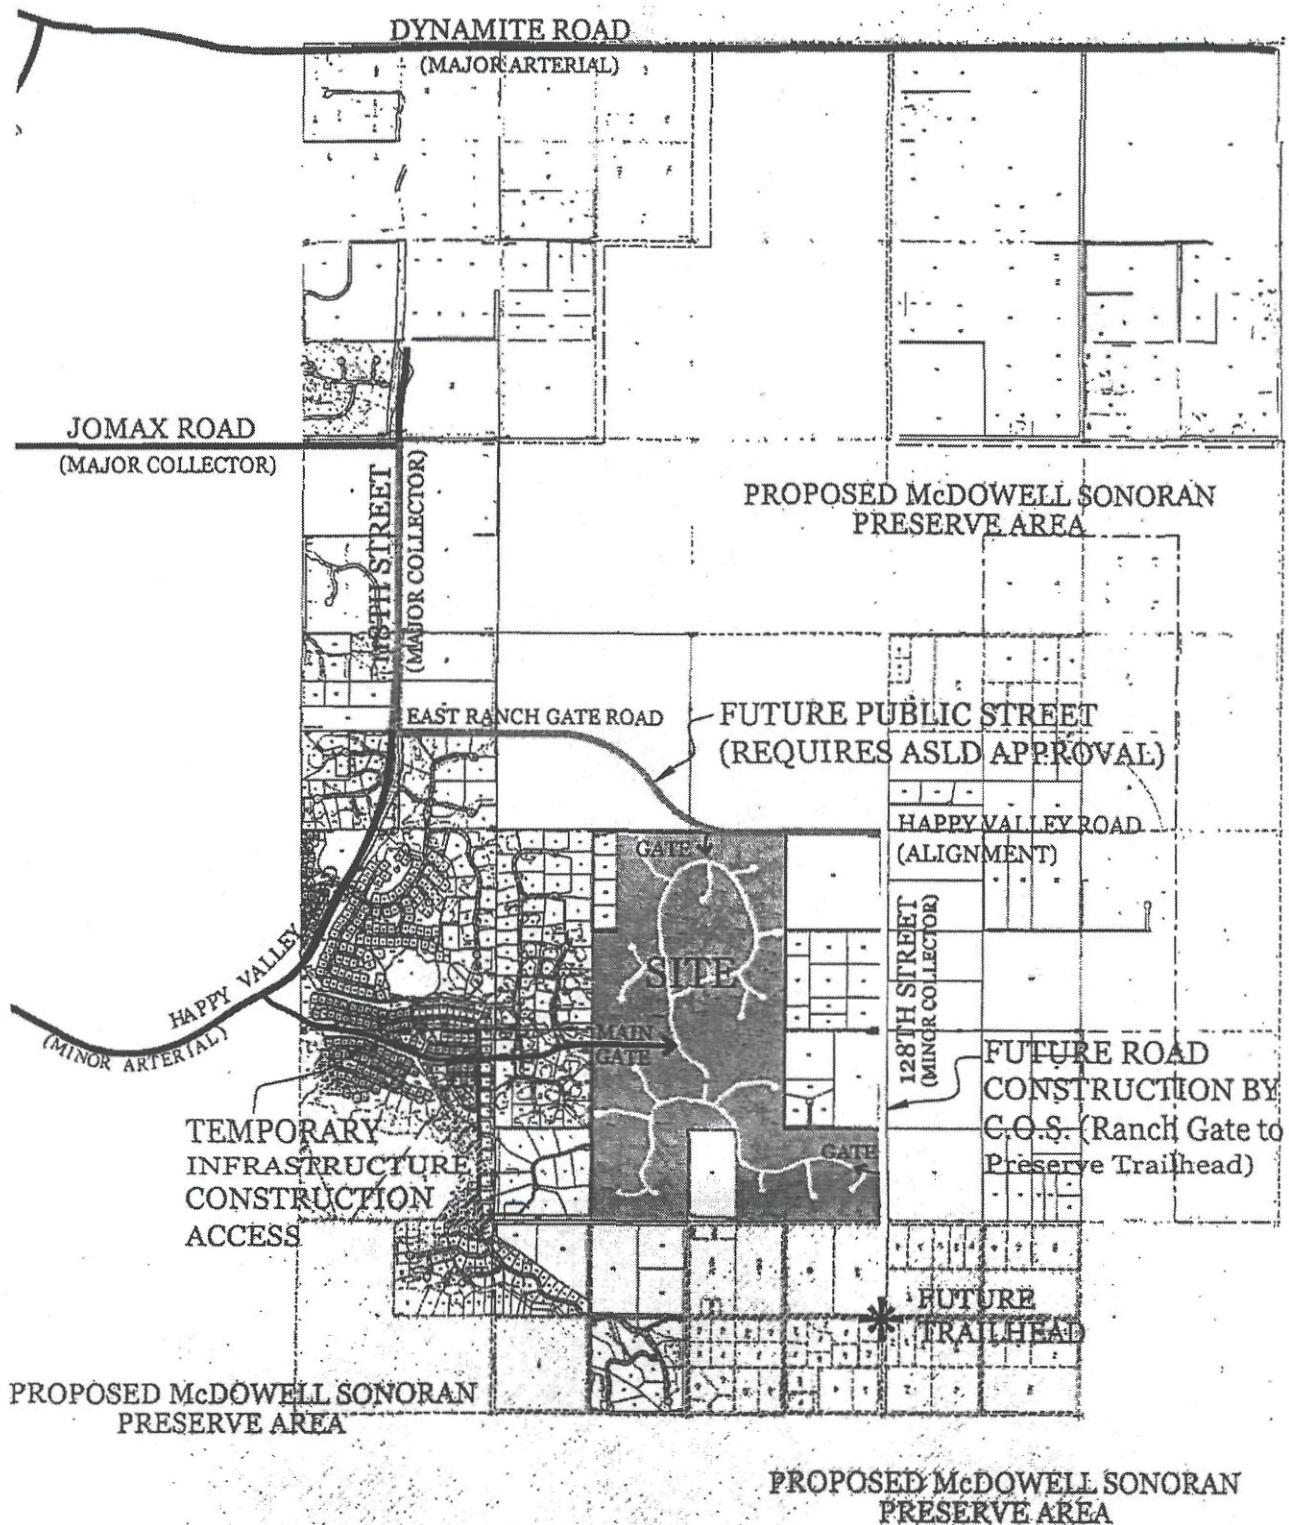 DYNAMITE ROAD
(MAJOR ARTERIAL)
JOMAX ROAD
(MAJOR COLLECTOR)
118TH STREET
(MAJOR COLLECTOR)
PROPOSED McDOWELL SONORAN
PRESERVE AREA
EAST RANCH GATE ROAD
FUTURE PUBLIC STREET
(REQUIRES ASLD APPROVAL)
HAPPY VALLEY ROAD
(ALIGNMENT)
GATE
HAPPY VALLEY ROAD
(MINOR ARTERIAL)
SITE
128TH STREET
(MINOR COLLECTOR)
MAIN
GATE
FUTURE ROAD
CONSTRUCTION BY
C.O.S. (Ranch Gate to
Preserve Trailhead)
TEMPORARY
INFRASTRUCTURE
CONSTRUCTION
ACCESS
GATE
FUTURE
TRAILHEAD
PROPOSED McDOWELL SONORAN
PRESERVE AREA
PROPOSED McDOWELL SONORAN
PRESERVE AREA